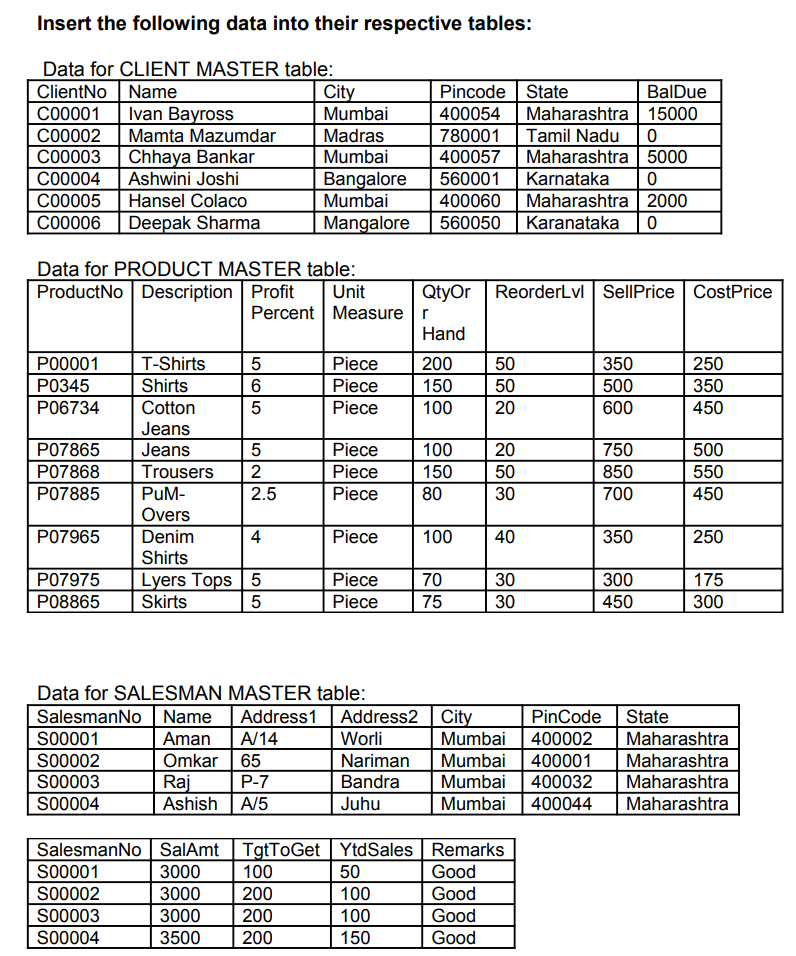 Insert the following data into their respective tables:
Data for CLIENT MASTER table:
ClientNo Name City Pincode State BalDue
C00001 Ivan Bayross Mumbai 400054 Maharashtra 15000
C00002 Mamta Mazumdar Madras 780001 Tamil Nadu 0
C00003 Chhaya Bankar Mumbai 400057 Maharashtra 5000
C00004 Ashwini Joshi Bangalore 560001 Karnataka 0
C00005 Hansel Colaco Mumbai 400060 Maharashtra 2000
C00006 Deepak Sharma Mangalore 560050 Karanataka 0
Data for PRODUCT MASTER table:
ProductNo Description Profit Unit QtyOr ReorderLvl SellPrice CostPrice
Percent Measure r
Hand
P00001 T-Shirts 5 Piece 200 50 350 250
P0345 Shirts 6 Piece 150 50 500 350
P06734 Cotton 5 Piece 100 20 600 450
Jeans
P07865 Jeans 5 Piece 100 20 750 500
P07868 Trousers 2 Piece 150 50 850 550
P07885 PuM- 2.5 Piece 80 30 700 450
Overs
P07965 Denim 4 Piece 100 40 350 250
Shirts
P07975 Lyers Tops 5 Piece 70 30 300 175
P08865 Skirts 5 Piece 75 30 450 300
Data for SALESMAN MASTER table:
SalesmanNo Name Address1 Address2 City PinCode State
S00001 Aman A/14 Worli Mumbai 400002 Maharashtra
S00002 Omkar 65 Nariman Mumbai 400001 Maharashtra
S00003 Raj P-7 Bandra Mumbai 400032 Maharashtra
S00004 Ashish A/5 Juhu Mumbai 400044 Maharashtra
SalesmanNo SalAmt TgtToGet YtdSales Remarks
S00001 3000 100 50 Good
S00002 3000 200 100 Good
S00003 3000 200 100 Good
S00004 3500 200 150 Good